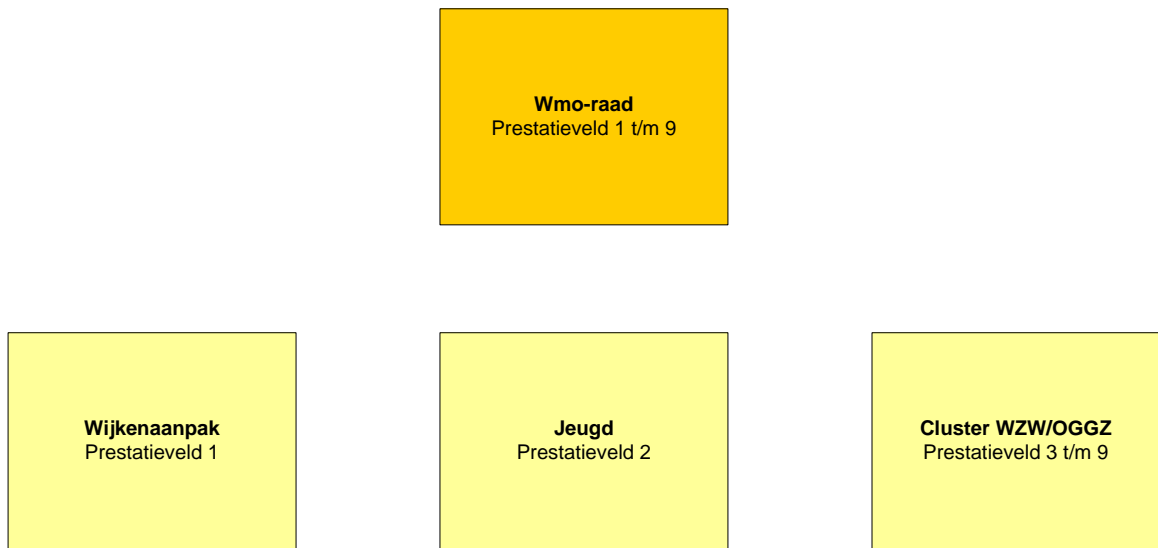 Wmo-raad
Prestatieveld 1 t/m 9
Wijkenaanpak
Prestatieveld 1
Jeugd
Prestatieveld 2
Cluster WZW/OGGZ
Prestatieveld 3 t/m 9